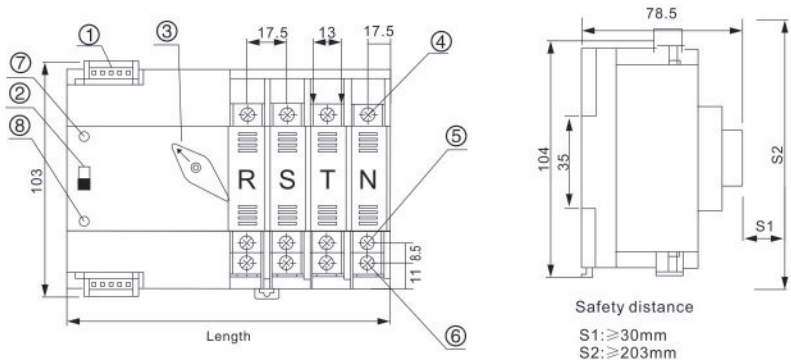 ① ③ 17.5 13 17.5 ④
⑦
②
⑧
103
R S T N
⑤
8.5
11
⑥
Length
78.5
104
35
S2
S1
Safety distance
S1:≥30mm
S2:≥203mm